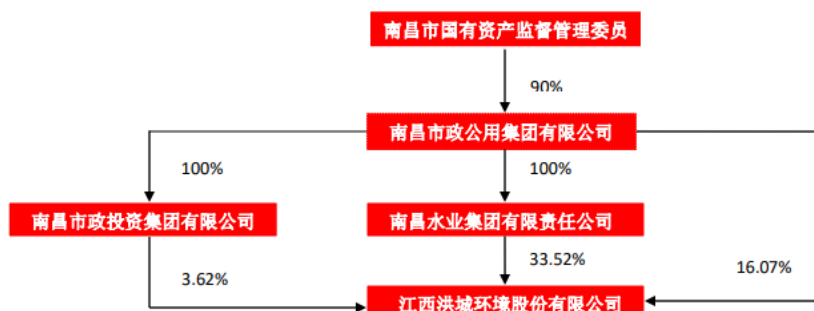 南昌市国有资产监督管理委员
90%
南昌市政公用集团有限公司
100%
100%
南昌市政投资集团有限公司
南昌水业集团有限责任公司
3.62%
33.52%
16.07%
江西洪城环境股份有限公司